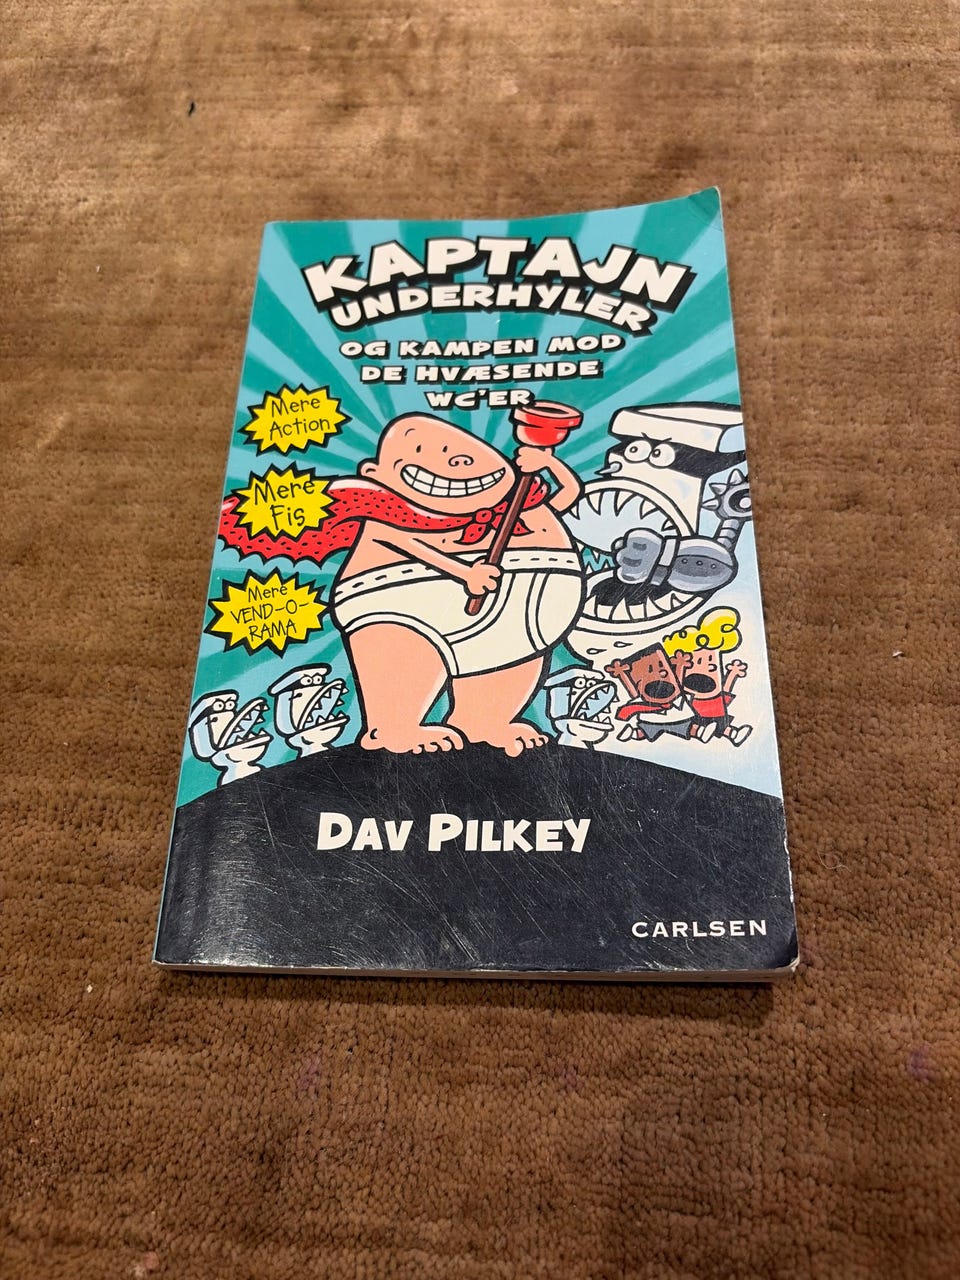 KAPTAJN
UNDERHYLER
OG KAMPEN MOD
DE HVÆSENDE
WC'ER
Mere
Action
Mere
Fis
Mere
VEND-O-
RAMA
DAV PILKEY
CARLSEN